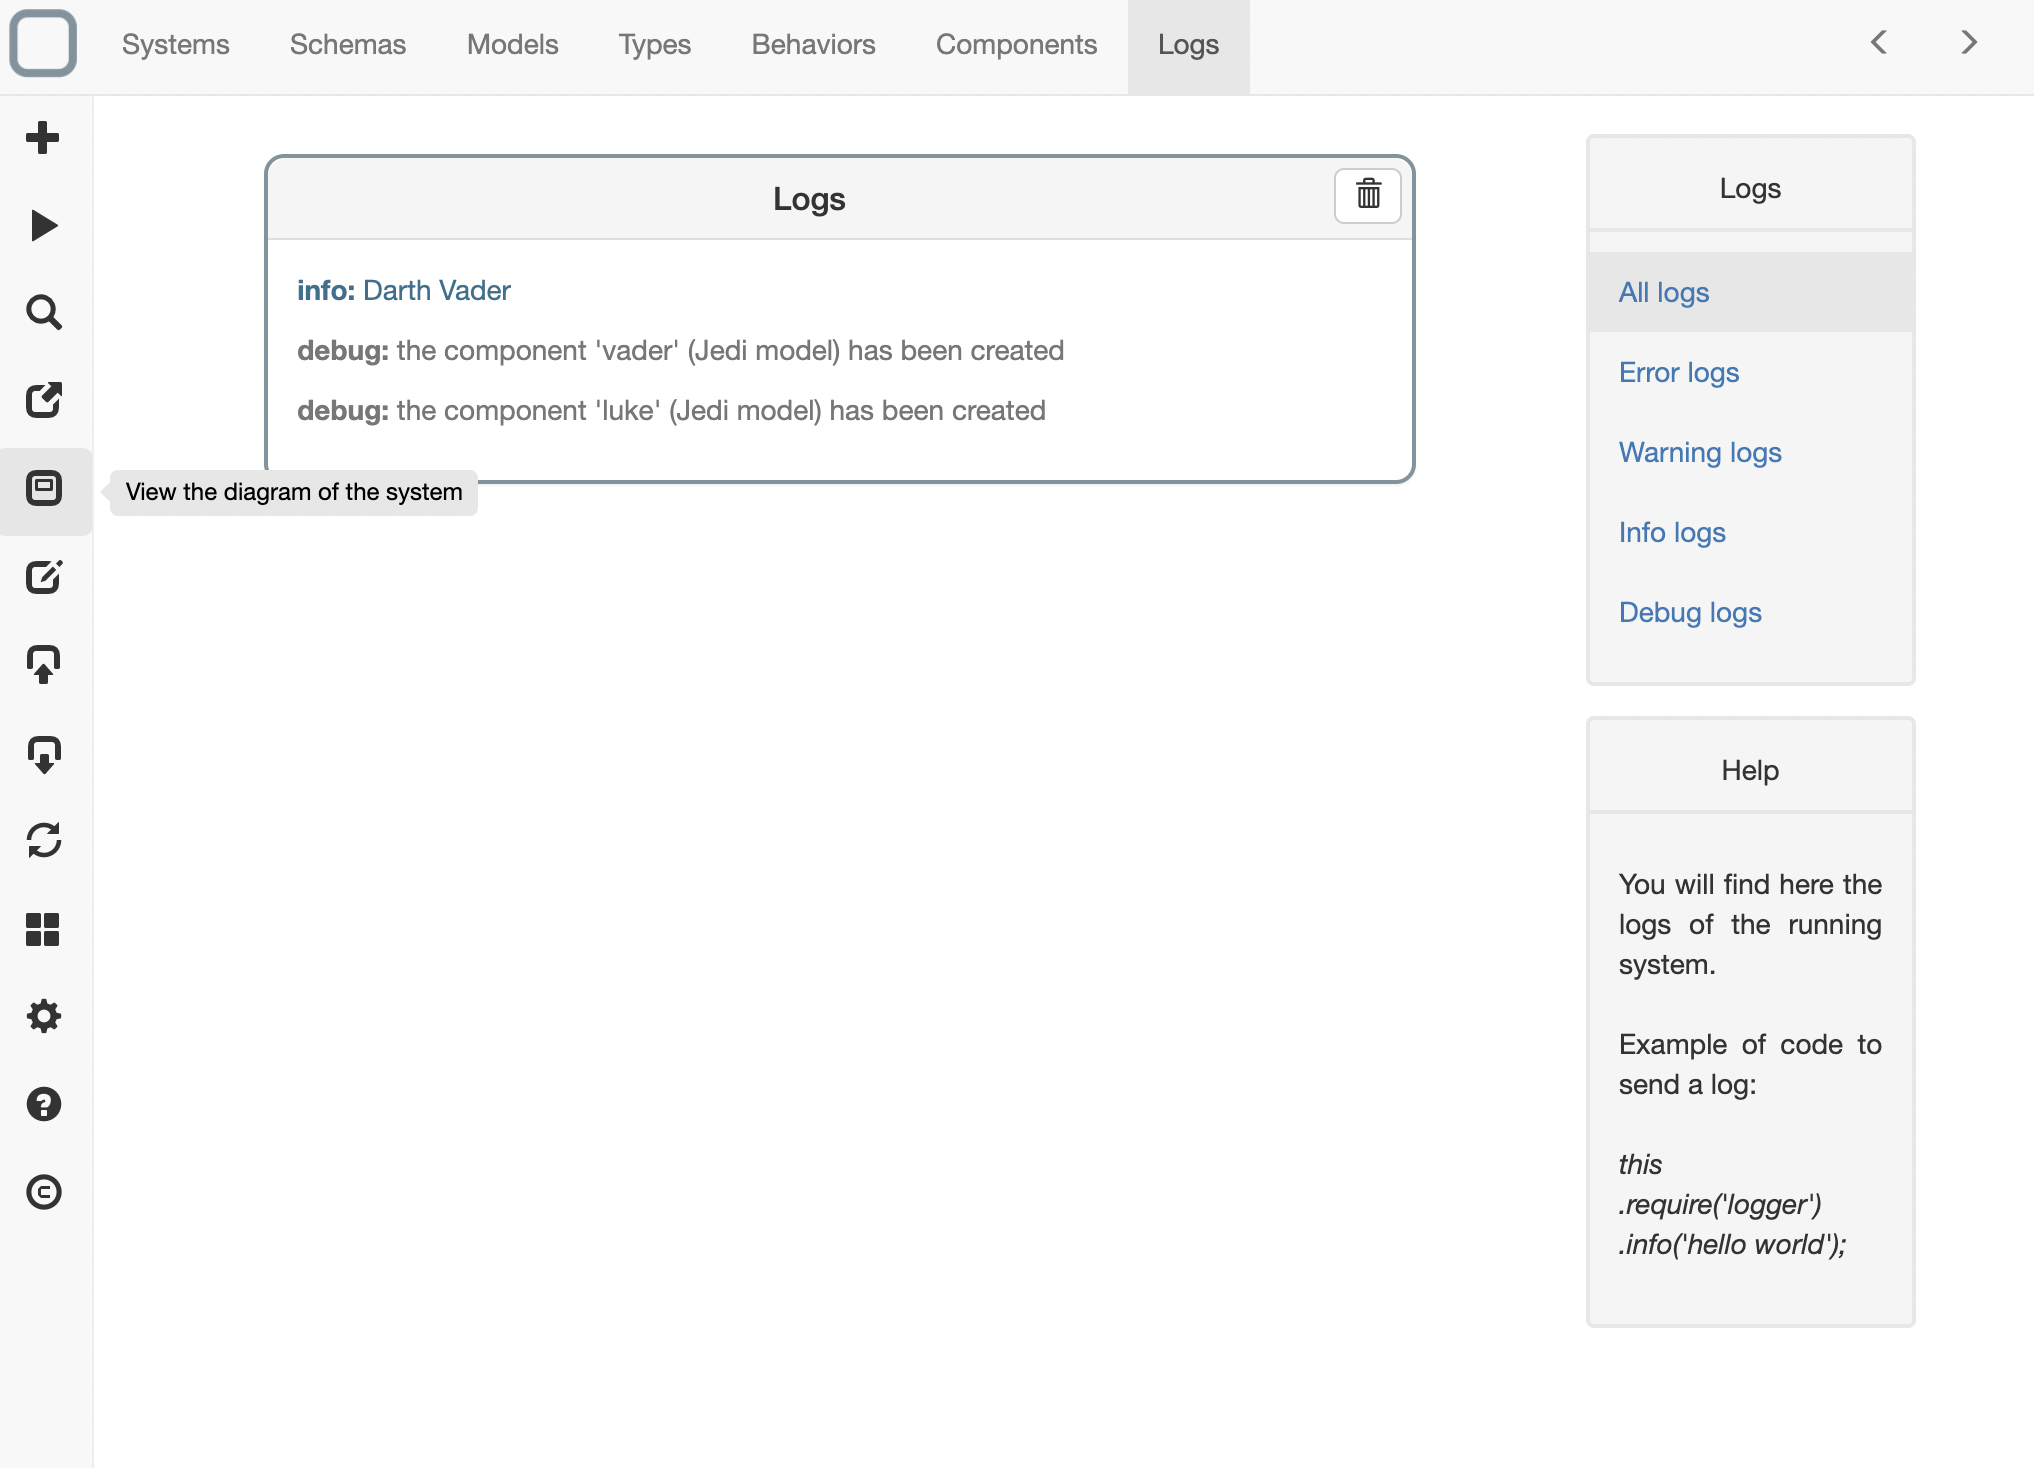 Systems Schemas Models Types Behaviors Components Logs
Logs
info: Darth Vader
debug: the component 'vader' (Jedi model) has been created
debug: the component 'luke' (Jedi model) has been created
View the diagram of the system
Logs
All logs
Error logs
Warning logs
Info logs
Debug logs
Help
You will find here the
logs of the running
system.
Example of code to
send a log:
this
.require('logger')
.info('hello world');